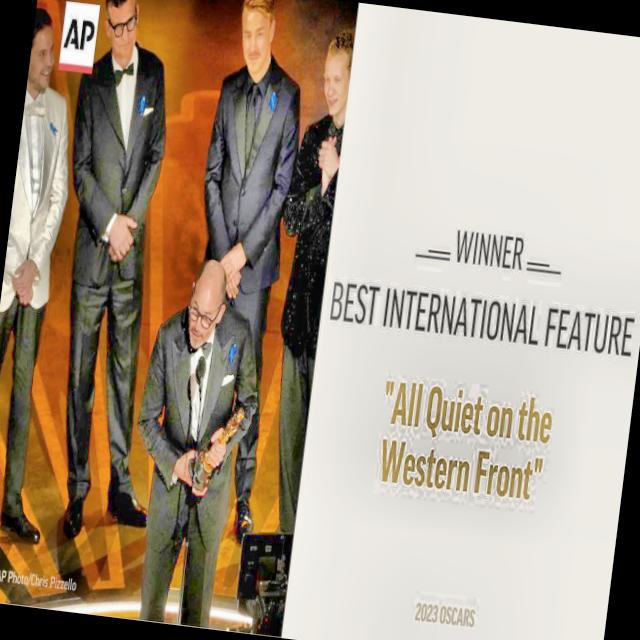 AP
WINNER
BEST INTERNATIONAL FEATURE
"All Quiet on the
Western Front"
2023 OSCARS
AP Photo/Chris Pizzello